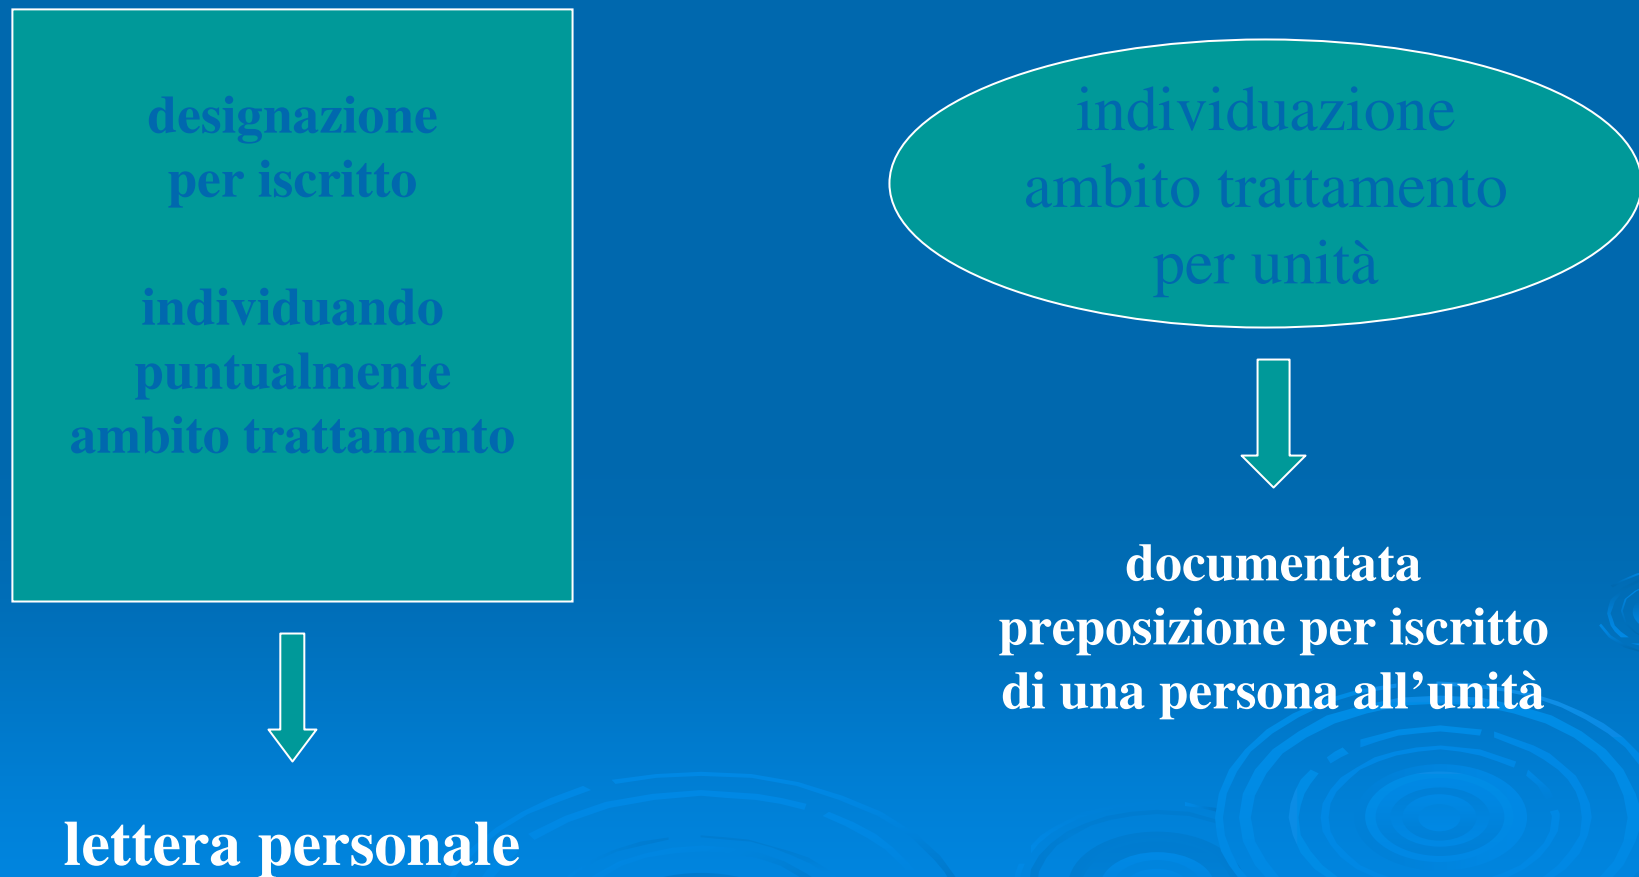 designazione
per iscritto
individuando
puntualmente
ambito trattamento
lettera personale
individuazione
ambito trattamento
per unità
documentata
preposizione per iscritto
di una persona all’unità